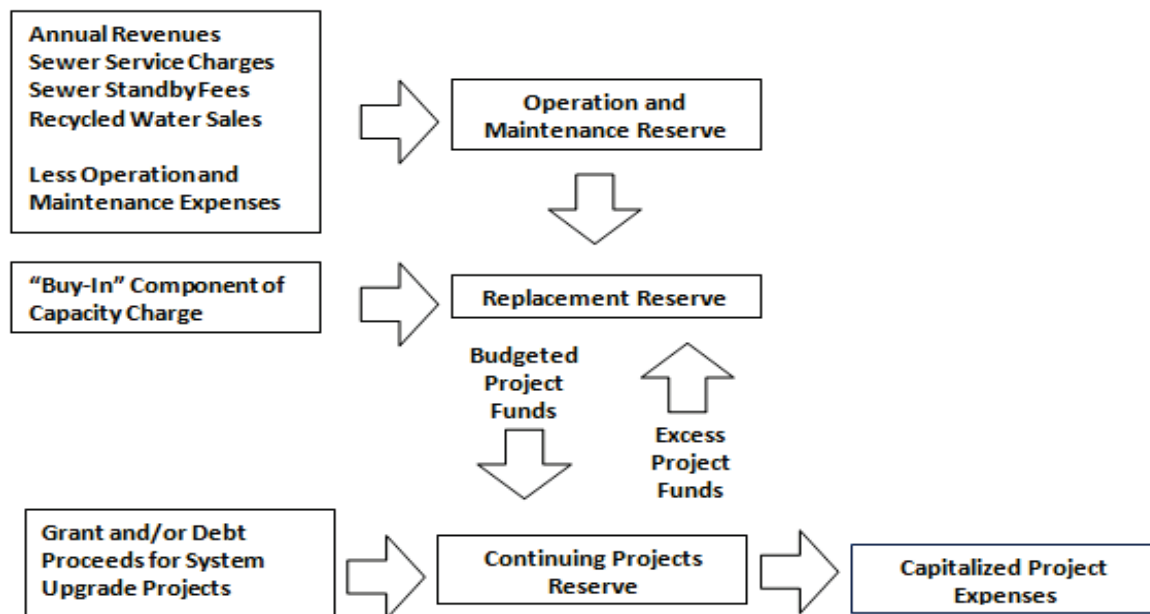 Annual Revenues
Sewer Service Charges
Sewer Standby Fees
Recycled Water Sales
Less Operation and
Maintenance Expenses
Operation and
Maintenance Reserve
“Buy-In” Component of
Capacity Charge
Replacement Reserve
Budgeted
Project
Funds
Excess
Project
Funds
Grant and/or Debt
Proceeds for System
Upgrade Projects
Continuing Projects
Reserve
Capitalized Project
Expenses